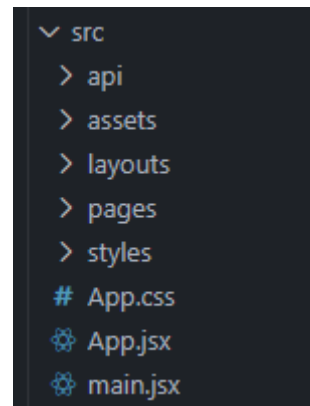 src
api
assets
layouts
pages
styles
# App.css
App.jsx
main.jsx